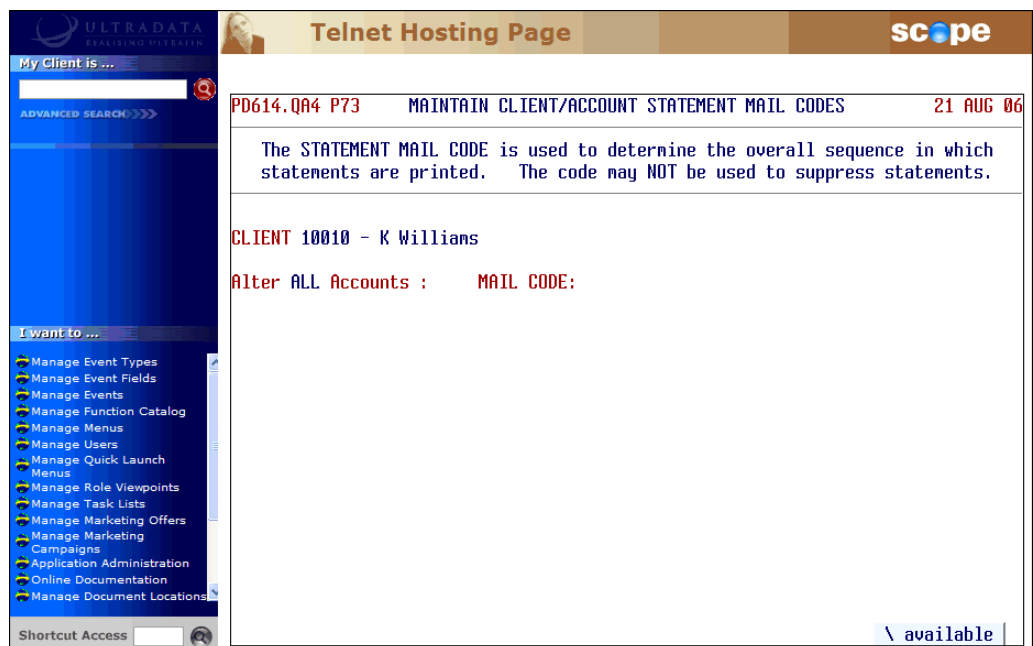 ULTRADATA
REALISING ULTRAFIN
Telnet Hosting Page
scope
My Client is ...
ADVANCED SEARCH
PD614.QA4 P73 MAINTAIN CLIENT/ACCOUNT STATEMENT MAIL CODES 21 AUG 06
The STATEMENT MAIL CODE is used to determine the overall sequence in which
statements are printed. The code may NOT be used to suppress statements.
CLIENT 10010 - K Williams
Alter ALL Accounts : MAIL CODE:
I want to ...
Manage Event Types
Manage Event Fields
Manage Events
Manage Function Catalog
Manage Menus
Manage Users
Manage Quick Launch
Menus
Manage Role Viewpoints
Manage Task Lists
Manage Marketing Offers
Manage Marketing
Campaigns
Application Administration
Online Documentation
Manage Document Locations
Shortcut Access
\ available